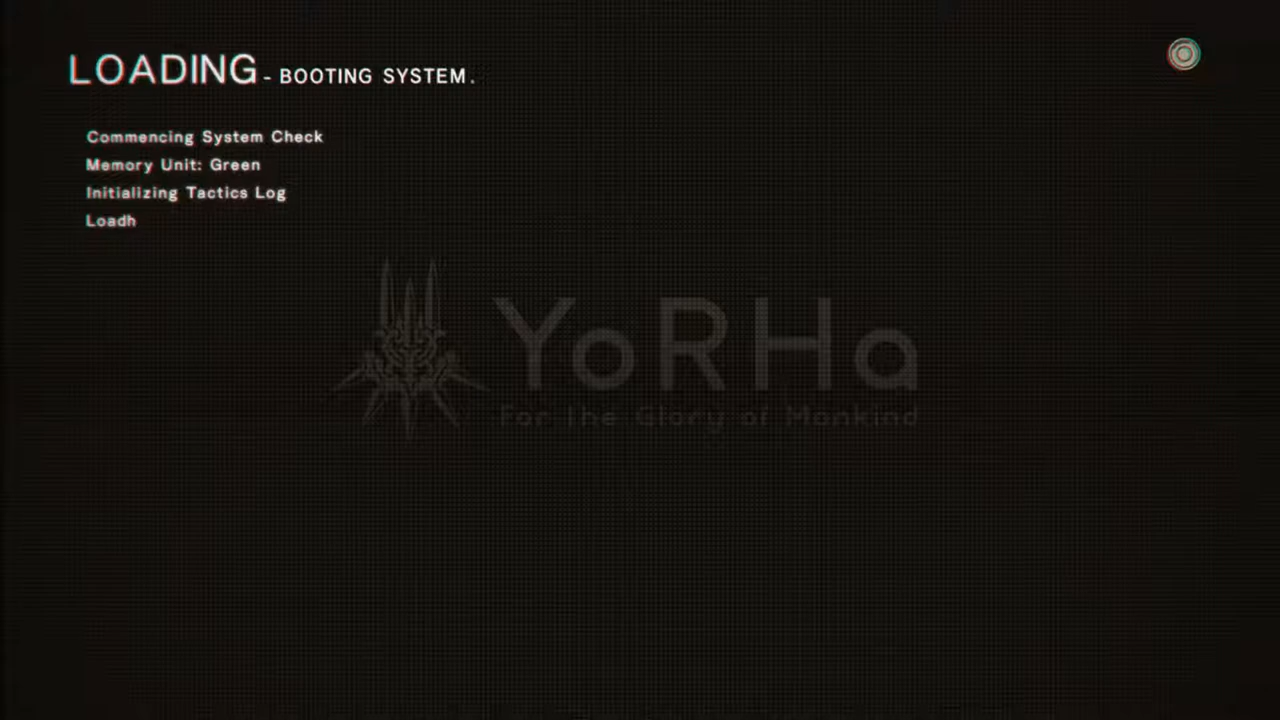 LOADING - BOOTING SYSTEM.
Commencing System Check
Memory Unit: Green
Initializing Tactics Log
Loadh
YoRHa
For the Glory of Mankind